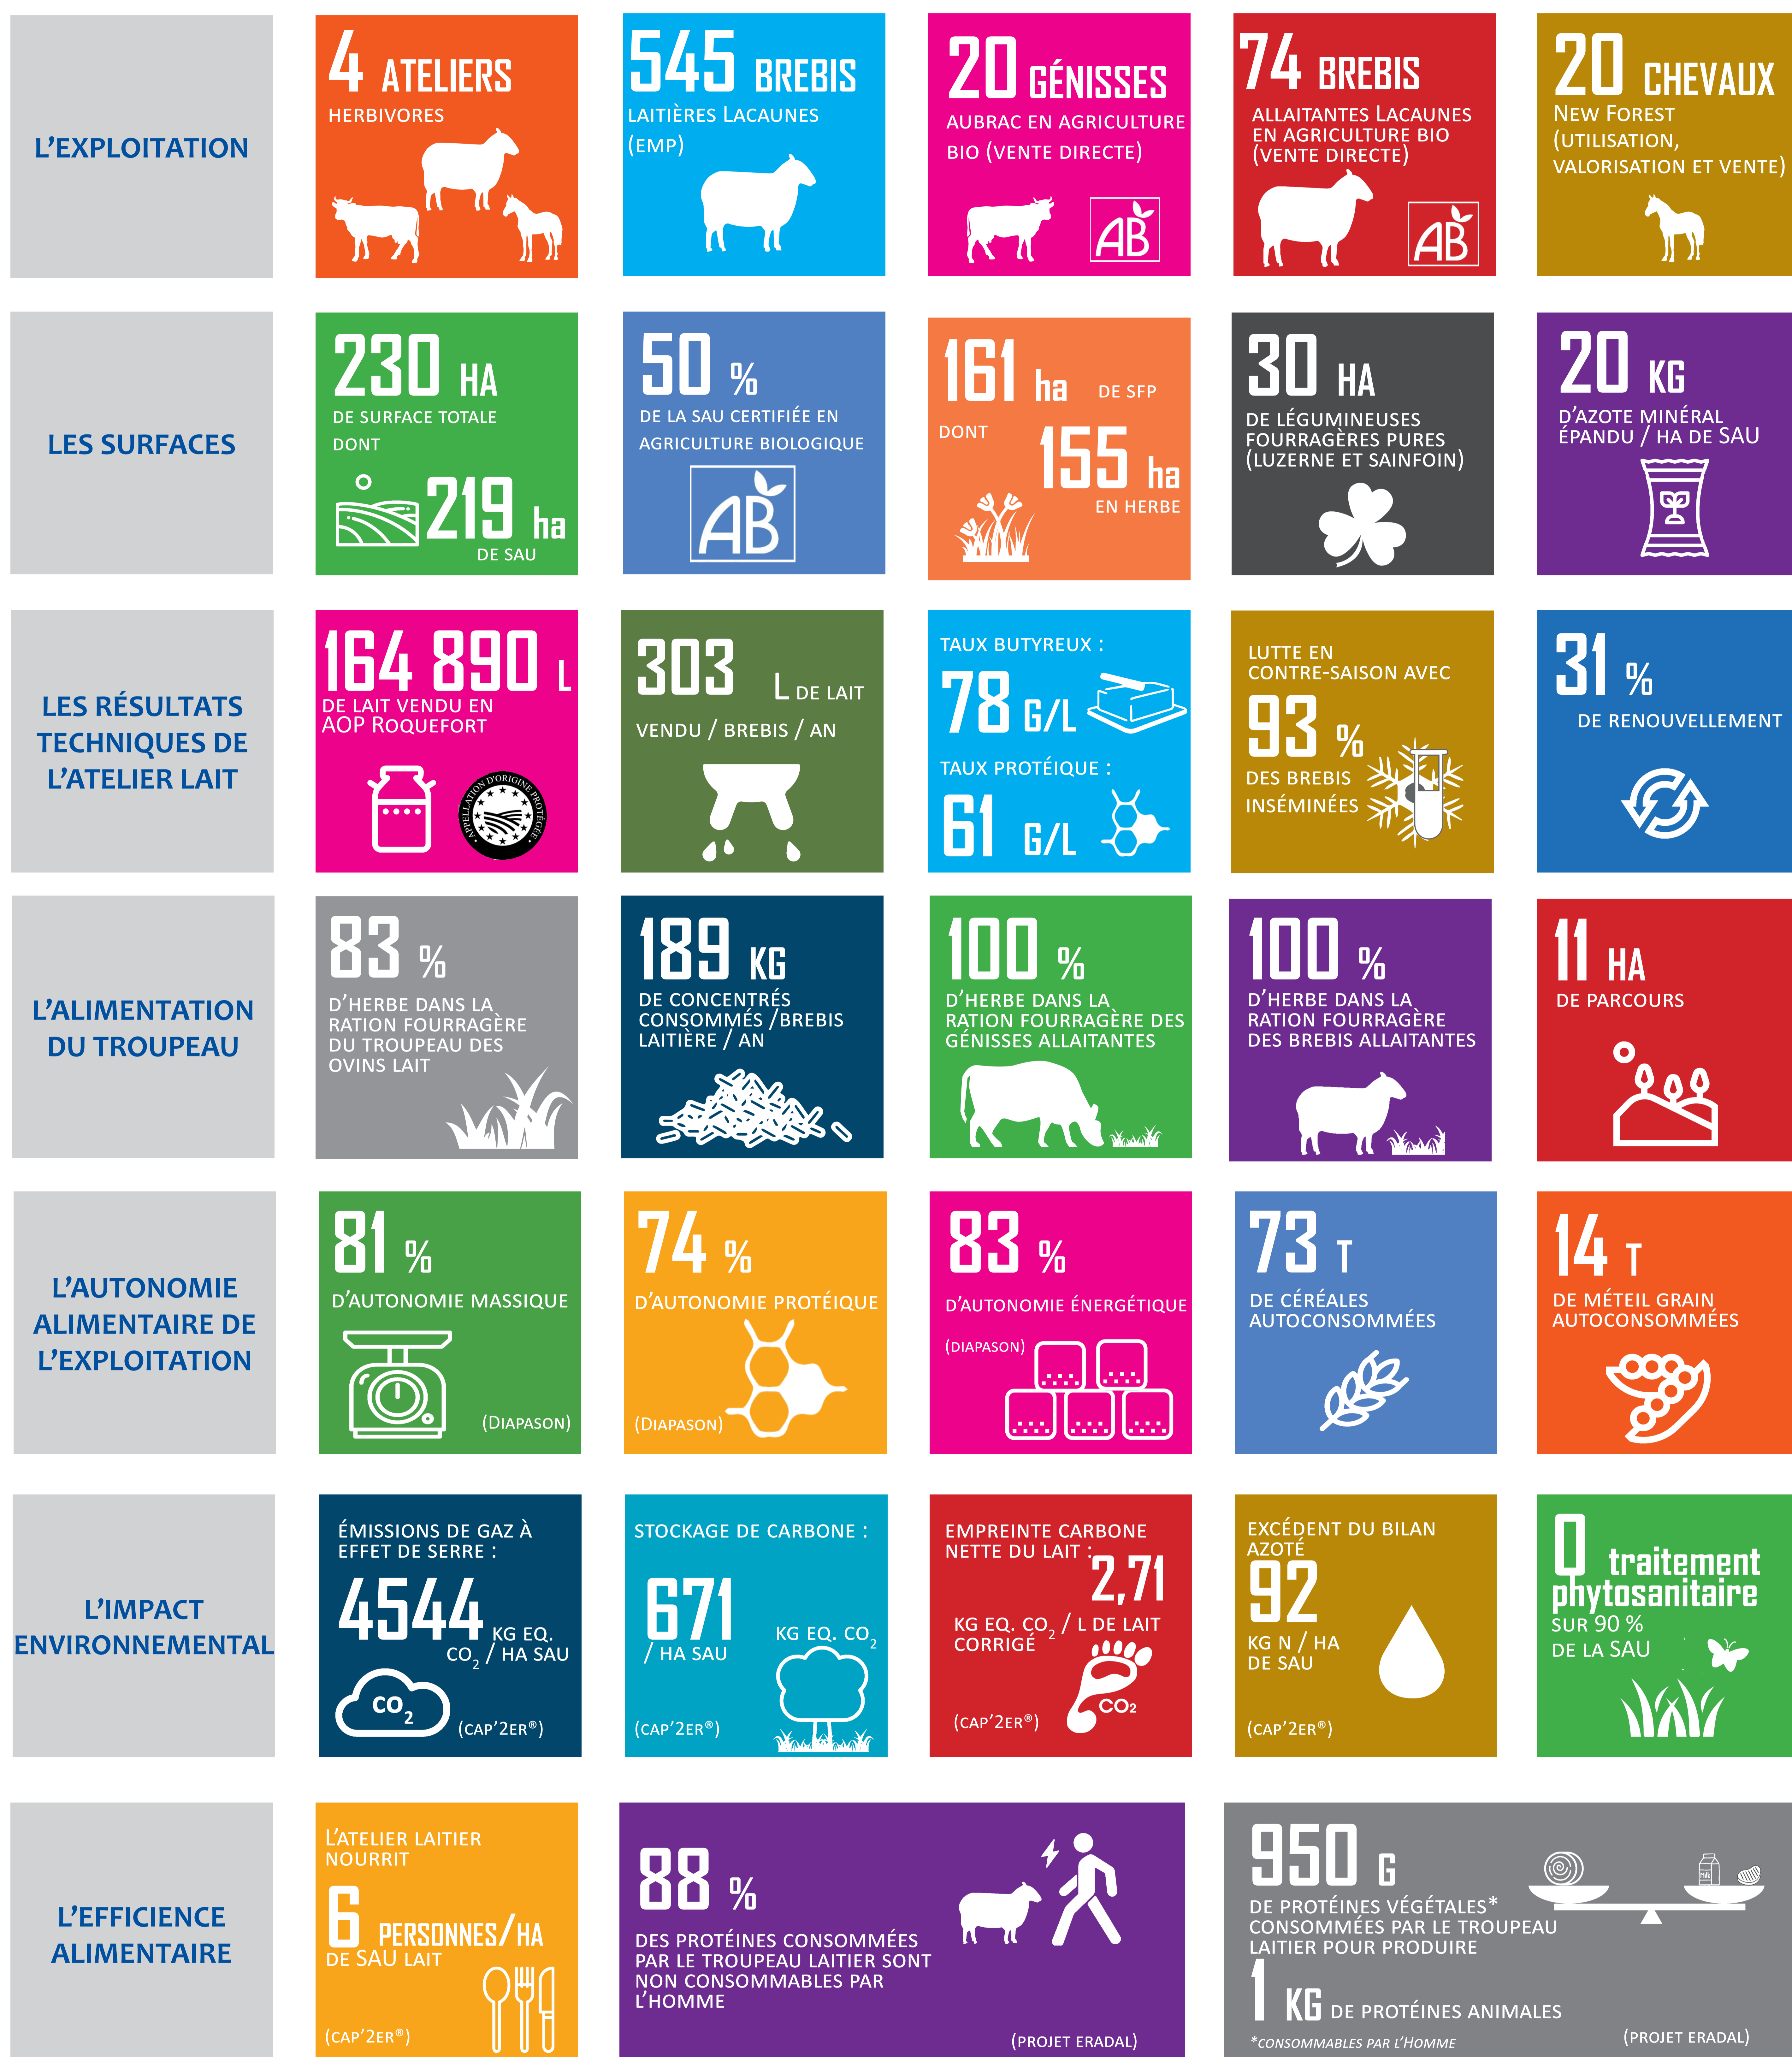 L'EXPLOITATION
4 ATELIERS
HERBIVORES
545 BREBIS
LAITIÈRES LACAUNES
(EMP)
20 GÉNISSES
AUBRAC EN AGRICULTURE
BIO (VENTE DIRECTE)
AB
74 BREBIS
ALLAITANTES LACAUNES
EN AGRICULTURE BIO
(VENTE DIRECTE)
AB
20 CHEVAUX
NEW FOREST
(UTILISATION,
VALORISATION ET VENTE)
LES SURFACES
230 HA
DE SURFACE TOTALE
DONT
219 ha
DE SAU
50 %
DE LA SAU CERTIFIÉE EN
AGRICULTURE BIOLOGIQUE
AB
161 ha DE SFP
DONT
155 ha
EN HERBE
30 HA
DE LÉGUMINEUSES
FOURRAGÈRES PURES
(LUZERNE ET SAINFOIN)
20 KG
D'AZOTE MINÉRAL
ÉPANDU / HA DE SAU
LES RÉSULTATS
TECHNIQUES DE
L'ATELIER LAIT
164 890 L
DE LAIT VENDU EN
AOP ROQUEFORT
APPELLATION D'ORIGINE PROTÉGÉE
303 L DE LAIT
VENDU / BREBIS / AN
TAUX BUTYREUX :
78 G/L
TAUX PROTÉIQUE :
61 G/L
LUTTE EN
CONTRE-SAISON AVEC
93 %
DES BREBIS
INSÉMINÉES
31 %
DE RENOUVELLEMENT
L'ALIMENTATION
DU TROUPEAU
83 %
D'HERBE DANS LA
RATION FOURRAGÈRE
DU TROUPEAU DES
OVINS LAIT
189 KG
DE CONCENTRÉS
CONSOMMÉS /BREBIS
LAITIÈRE / AN
100 %
D'HERBE DANS LA
RATION FOURRAGÈRE DES
GÉNISSES ALLAITANTES
100 %
D'HERBE DANS LA
RATION FOURRAGÈRE
DES BREBIS ALLAITANTES
11 HA
DE PARCOURS
L'AUTONOMIE
ALIMENTAIRE DE
L'EXPLOITATION
81 %
D'AUTONOMIE MASSIQUE
(DIAPASON)
74 %
D'AUTONOMIE PROTÉIQUE
(DIAPASON)
83 %
D'AUTONOMIE ÉNERGÉTIQUE
(DIAPASON)
73 T
DE CÉRÉALES
AUTOCONSOMMÉES
14 T
DE MÉTEIL GRAIN
AUTOCONSOMMÉES
L'IMPACT
ENVIRONNEMENTAL
ÉMISSIONS DE GAZ À
EFFET DE SERRE :
4544 KG EQ.
CO2 / HA SAU
CO2
(CAP'2ER®)
STOCKAGE DE CARBONE :
671 KG EQ. CO2
/ HA SAU
(CAP'2ER®)
EMPREINTE CARBONE
NETTE DU LAIT :
2,71
KG EQ. CO2 / L DE LAIT
CORRIGÉ
CO2
(CAP'2ER®)
EXCÉDENT DU BILAN
AZOTÉ
92
KG N / HA
DE SAU
(CAP'2ER®)
0 traitement
phytosanitaire
SUR 90 %
DE LA SAU
L'EFFICIENCE
ALIMENTAIRE
L'ATELIER LAITIER
NOURRIT
6 PERSONNES/HA
DE SAU LAIT
(CAP'2ER®)
88 %
DES PROTÉINES CONSOMMÉES
PAR LE TROUPEAU LAITIER SONT
NON CONSOMMABLES PAR
L'HOMME
(PROJET ERADAL)
950 G
DE PROTÉINES VÉGÉTALES*
CONSOMMÉES PAR LE TROUPEAU
LAITIER POUR PRODUIRE
1 KG DE PROTÉINES ANIMALES
*CONSOMMABLES PAR L'HOMME
(PROJET ERADAL)